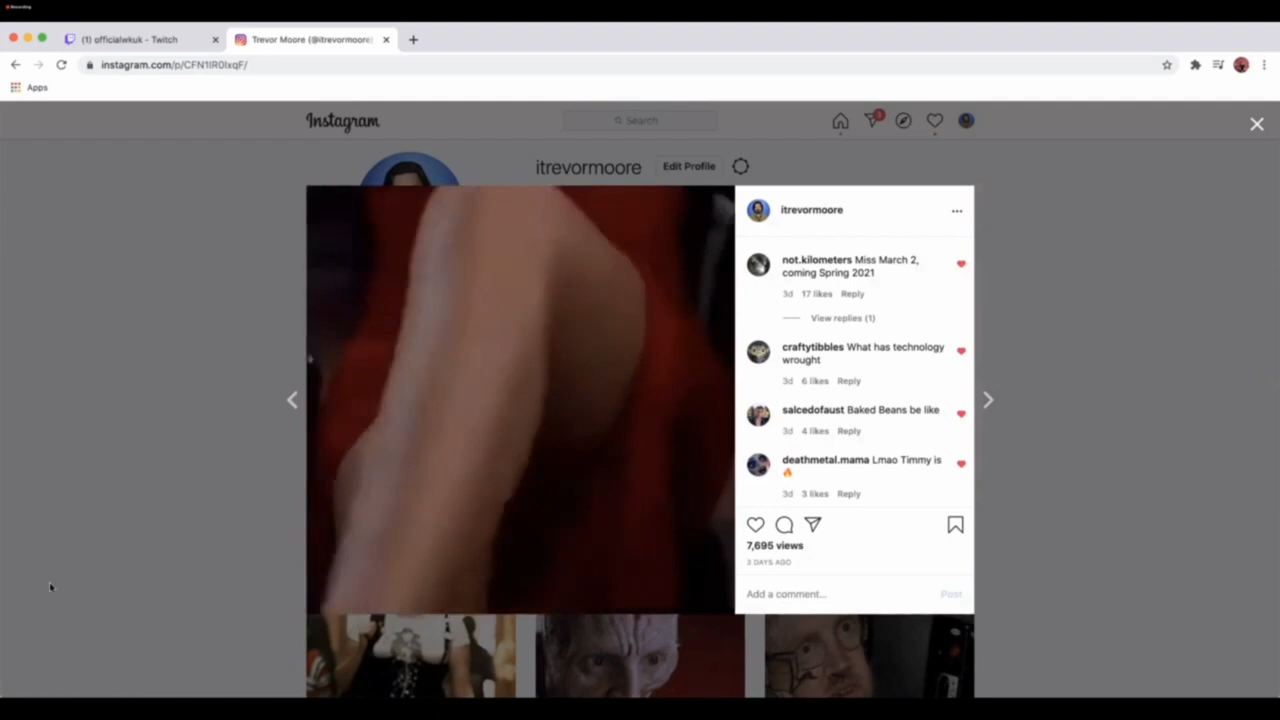 Recording
(1) officialwkuk - Twitch
Trevor Moore (@itrevormoore)
instagram.com/p/CFN1lR0lxqF/
Apps
Instagram
Search
3
itrevormoore Edit Profile
itrevormoore
not.kilometers Miss March 2,
coming Spring 2021
3d 17 likes Reply
View replies (1)
craftytibbles What has technology
wrought
3d 6 likes Reply
salcedofaust Baked Beans be like
3d 4 likes Reply
deathmetal.mama Lmao Timmy is
🔥
3d 3 likes Reply
7,695 views
3 DAYS AGO
Add a comment... Post